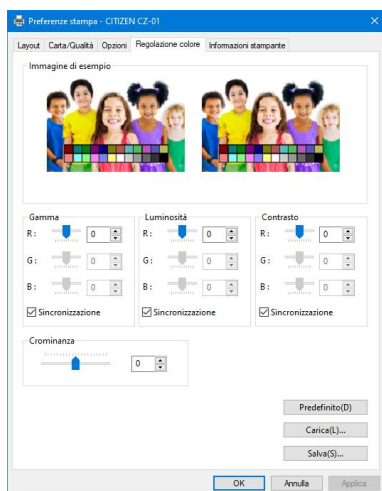 Preferenze stampa - CITIZEN CZ-01
Layout Carta/Qualità Opzioni Regolazione colore Informazioni stampante
Immagine di esempio
Gamma Luminosità Contrasto
R: 0 R: 0 R: 0
G: 0 G: 0 G: 0
B: 0 B: 0 B: 0
Sincronizzazione Sincronizzazione Sincronizzazione
Crominanza
0
Predefinito(D)
Carica(L)...
Salva(S)...
OK Annulla Applica